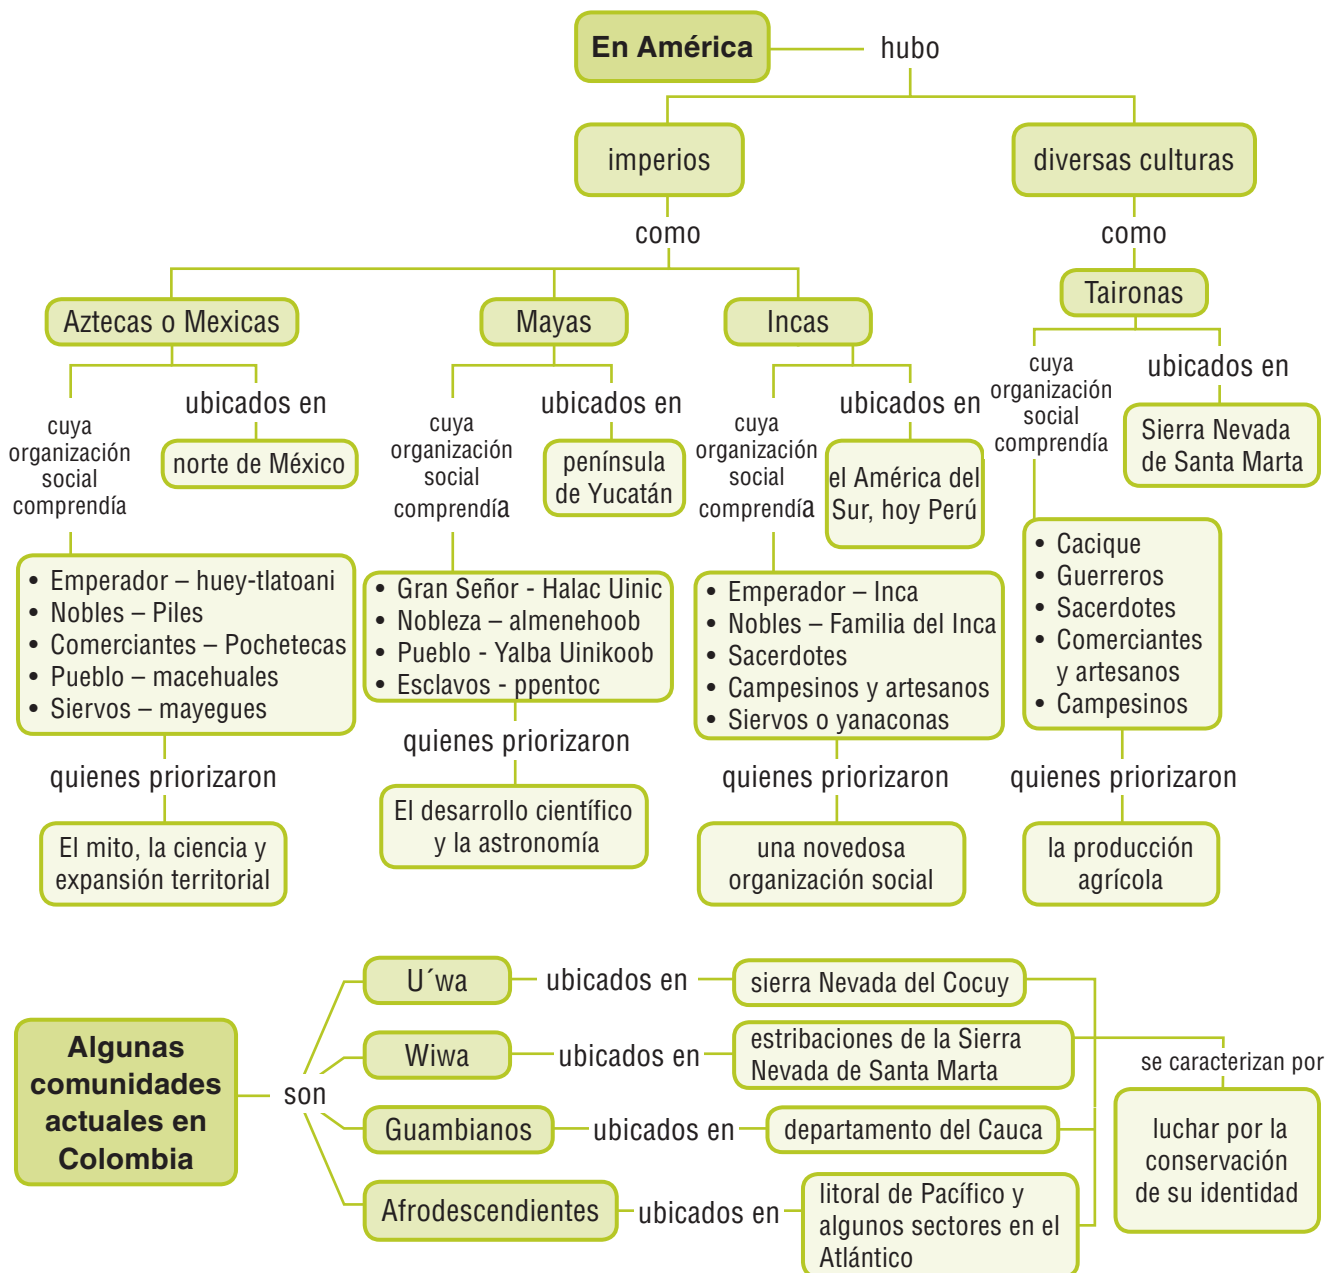 En América
hubo
imperios
diversas culturas
como
como
Aztecas o Mexicas
Mayas
Incas
Taironas
cuya
organización
social
comprendía
ubicados en
norte de México
cuya
organización
social
comprendía
ubicados en
península
de Yucatán
cuya
organización
social
comprendía
ubicados en
el América del
Sur, hoy Perú
cuya
organización
social
comprendía
ubicados en
Sierra Nevada
de Santa Marta
• Emperador – huey-tlatoani
• Nobles – Piles
• Comerciantes – Pochetecas
• Pueblo – macehuales
• Siervos – mayegues
• Gran Señor - Halac Uinic
• Nobleza – almenehoob
• Pueblo - Yalba Uinikoob
• Esclavos - ppentoc
• Emperador – Inca
• Nobles – Familia del Inca
• Sacerdotes
• Campesinos y artesanos
• Siervos o yanaconas
• Cacique
• Guerreros
• Sacerdotes
• Comerciantes
y artesanos
• Campesinos
quienes priorizaron
El mito, la ciencia y
expansión territorial
quienes priorizaron
El desarrollo científico
y la astronomía
quienes priorizaron
una novedosa
organización social
quienes priorizaron
la producción
agrícola
Algunas
comunidades
actuales en
Colombia
son
U´wa
ubicados en
sierra Nevada del Cocuy
Wiwa
ubicados en
estribaciones de la Sierra
Nevada de Santa Marta
Guambianos
ubicados en
departamento del Cauca
Afrodescendientes
ubicados en
litoral de Pacífico y
algunos sectores en el
Atlántico
se caracterizan por
luchar por la
conservación
de su identidad